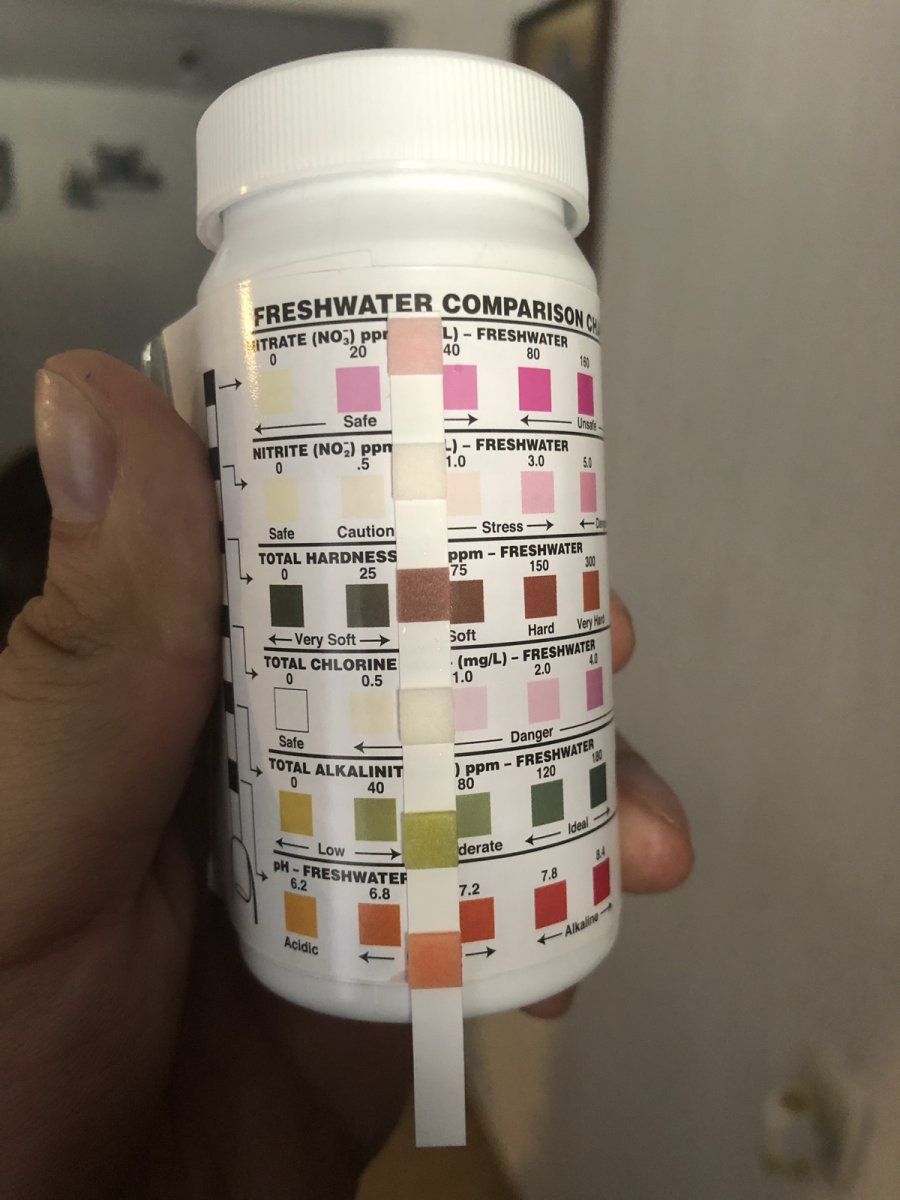 FRESHWATER COMPARISON CH
ITRATE (NO₃⁻) ppm L) – FRESHWATER
0 20 40 80 160
Safe Unsafe
NITRITE (NO₂⁻) ppm L) – FRESHWATER
0 .5 1.0 3.0 5.0
Safe Caution Stress Dang
TOTAL HARDNESS ppm – FRESHWATER
0 25 75 150 300
Very Soft Soft Hard Very Hard
TOTAL CHLORINE (mg/L) – FRESHWATER
0 0.5 1.0 2.0 4.0
Safe Danger
TOTAL ALKALINIT ) ppm – FRESHWATER
0 40 80 120 180
Low derate Ideal
pH – FRESHWATER
6.2 6.8 7.2 7.8 8.4
Acidic Alkaline